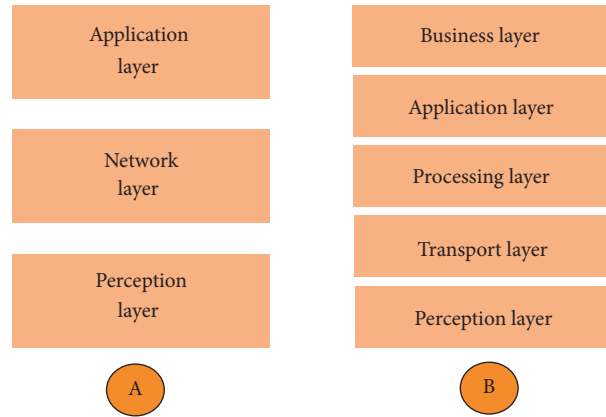 Application
layer
Network
layer
Perception
layer
A
Business layer
Application layer
Processing layer
Transport layer
Perception layer
B